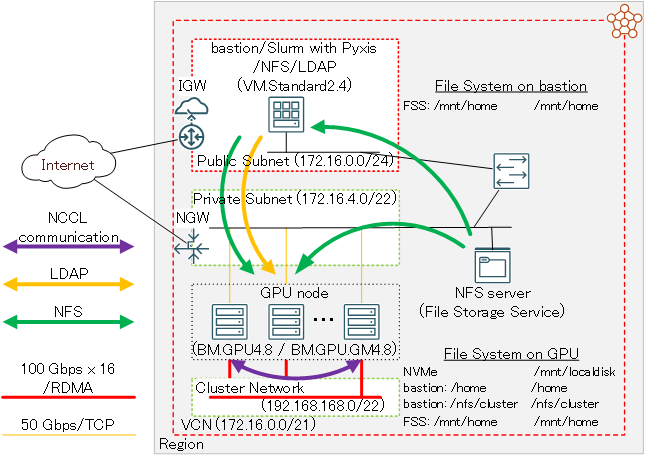 bastion/Slurm with Pyxis
/NFS/LDAP
(VM.Standard2.4)
File System on bastion
FSS: /mnt/home /mnt/home
IGW
Internet
Public Subnet (172.16.0.0/24)
Private Subnet (172.16.4.0/22)
NGW
NCCL
communication
LDAP
NFS
100 Gbps × 16
/RDMA
50 Gbps/TCP
NFS server
(File Storage Service)
GPU node
...
(BM.GPU4.8 / BM.GPU.GM4.8)
Cluster Network
(192.168.168.0/22)
VCN (172.16.0.0/21)
Region
File System on GPU
NVMe /mnt/localdisk
bastion: /home /home
bastion: /nfs/cluster /nfs/cluster
FSS: /mnt/home /mnt/home